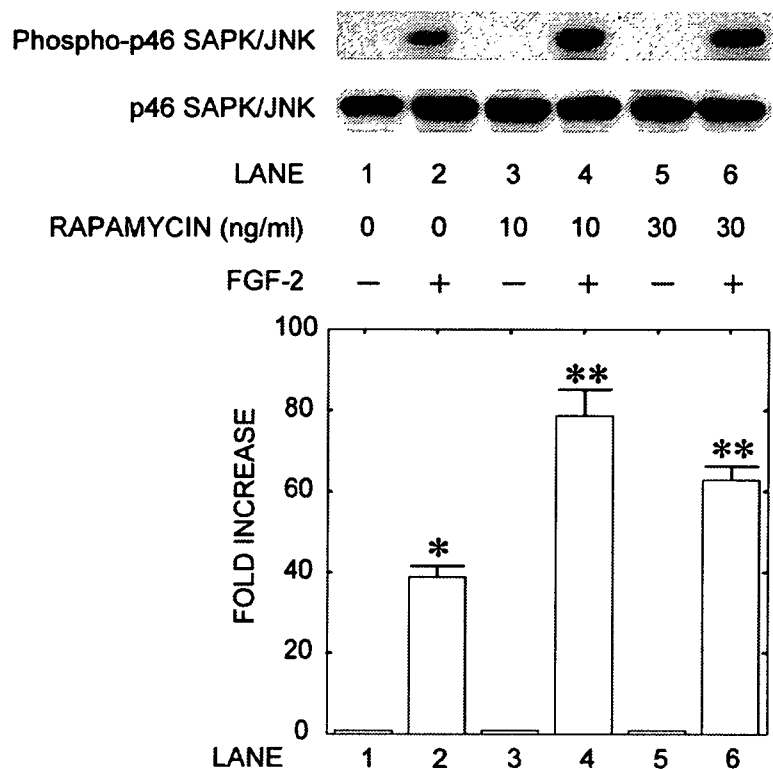 Phospho-p46 SAPK/JNK
p46 SAPK/JNK
LANE 1 2 3 4 5 6
RAPAMYCIN (ng/ml) 0 0 10 10 30 30
FGF-2 − + − + − +
100
80
60
40
20
0
FOLD INCREASE
*
**
**
LANE 1 2 3 4 5 6